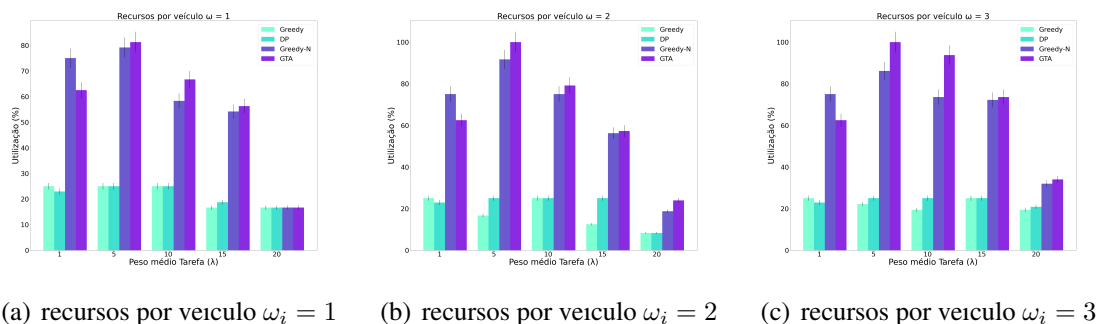 Recursos por veículo ω = 1
Greedy
DP
Greedy-N
GTA
Utilização (%)
80
70
60
50
40
30
20
10
0
1 5 10 15 20
Peso médio Tarefa (λ)
(a) recursos por veıculo ωi = 1
Recursos por veículo ω = 2
Greedy
DP
Greedy-N
GTA
Utilização (%)
100
80
60
40
20
0
1 5 10 15 20
Peso médio Tarefa (λ)
(b) recursos por veıculo ωi = 2
Recursos por veículo ω = 3
Greedy
DP
Greedy-N
GTA
Utilização (%)
100
80
60
40
20
0
1 5 10 15 20
Peso médio Tarefa (λ)
(c) recursos por veıculo ωi = 3